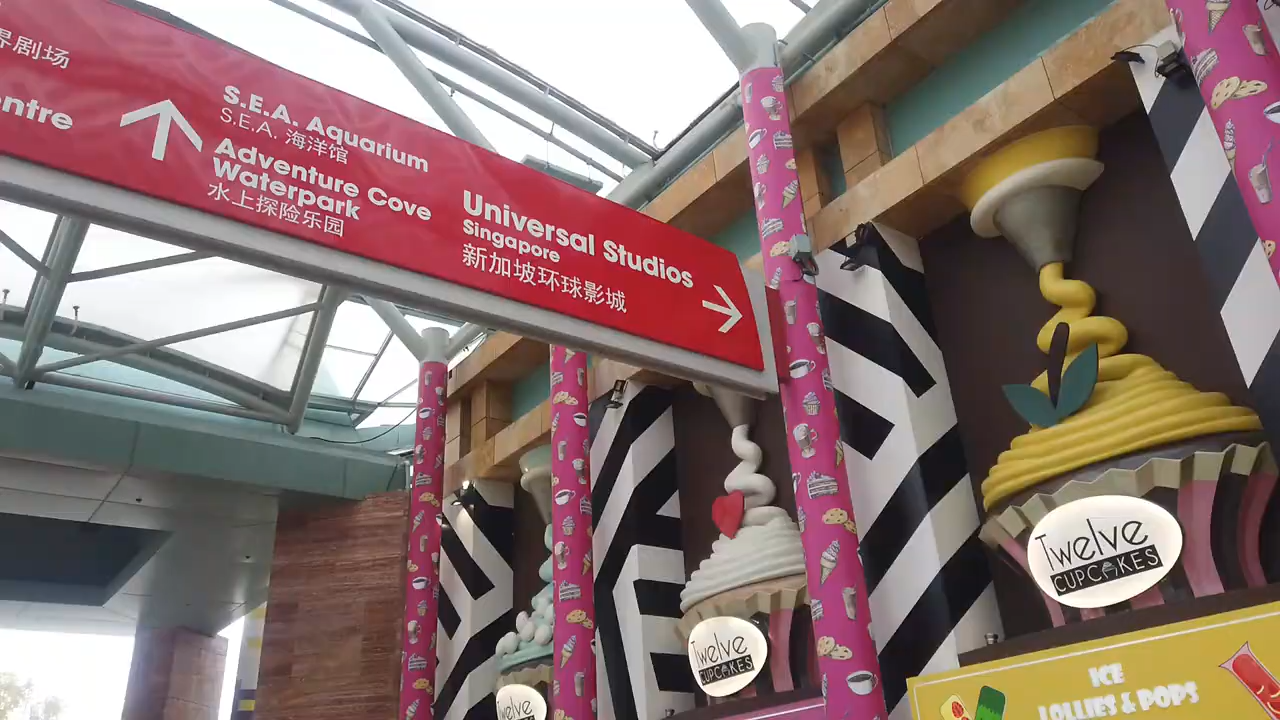 界剧场
S.E.A. Aquarium
S.E.A. 海洋馆
Adventure Cove
Waterpark
水上探险乐园
Universal Studios
Singapore
新加坡环球影城
Twelve
CUPCAKES
Twelve
CUPCAKES
Twelve
ICE
LOLLIES & POPS